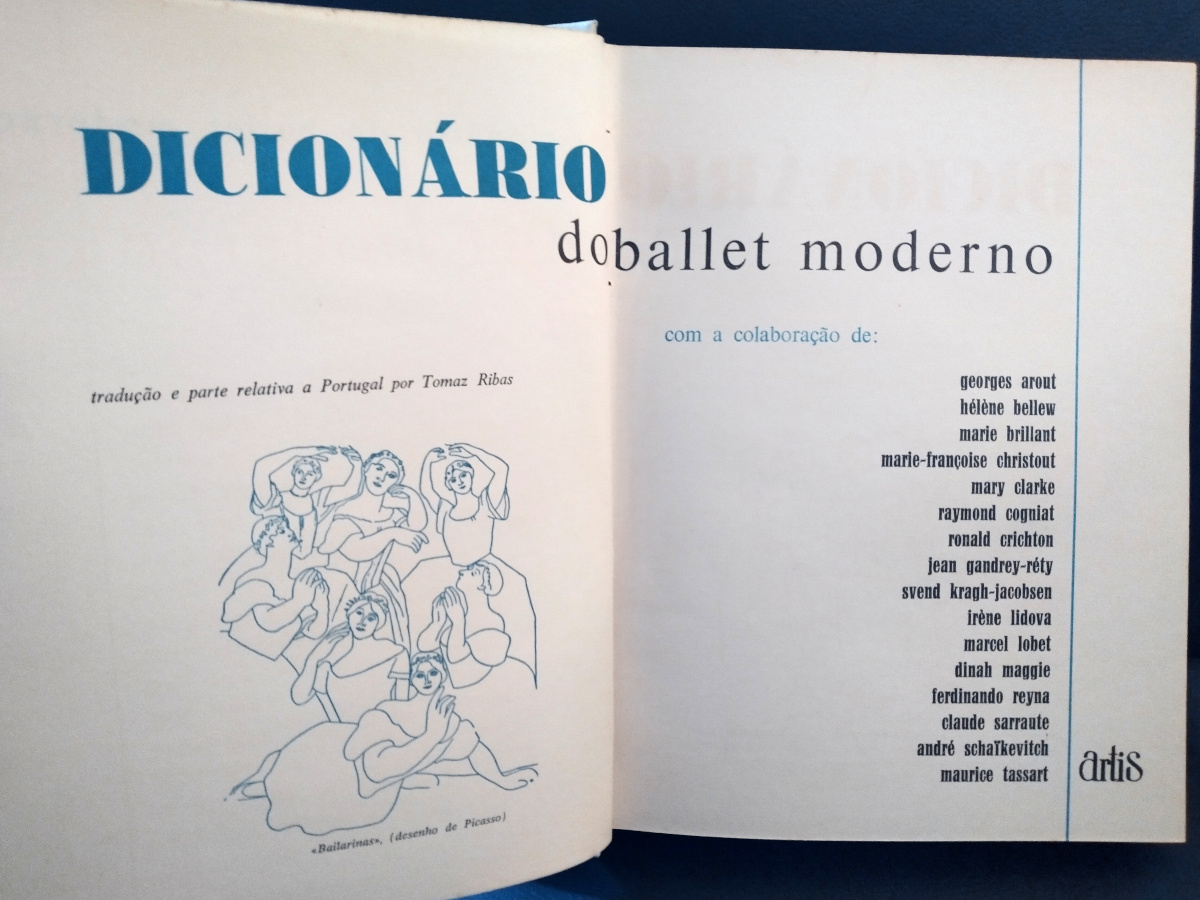 DICIONÁRIO
do ballet moderno
tradução e parte relativa a Portugal por Tomaz Ribas
«Bailarinas», (desenho de Picasso)
com a colaboração de:
georges arout
hélène bellew
marie brillant
marie-françoise christout
mary clarke
raymond cogniat
ronald crichton
jean gandrey-réty
svend kragh-jacobsen
irène lidova
marcel lobet
dinah maggie
ferdinando reyna
claude sarraute
andré schaïkevitch
maurice tassart
artis